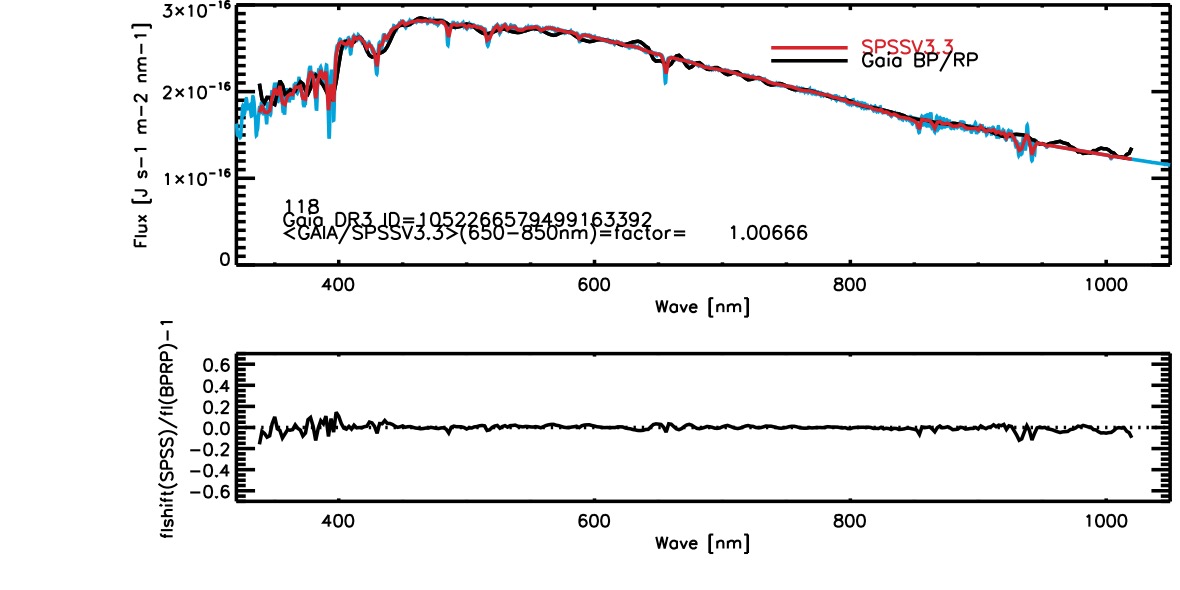 3×10−16
2×10−16
1×10−16
0
Flux [J s−1 m−2 nm−1]
SPSSV3.3
Gaia BP/RP
118
Gaia DR3 ID=1052266579499163392
<GAIA/SPSSV3.3>(650−850nm)=factor= 1.00666
400 600 800 1000
Wave [nm]
0.6
0.4
0.2
0.0
−0.2
−0.4
−0.6
flshift(SPSS)/fl(BPRP)−1
400 600 800 1000
Wave [nm]